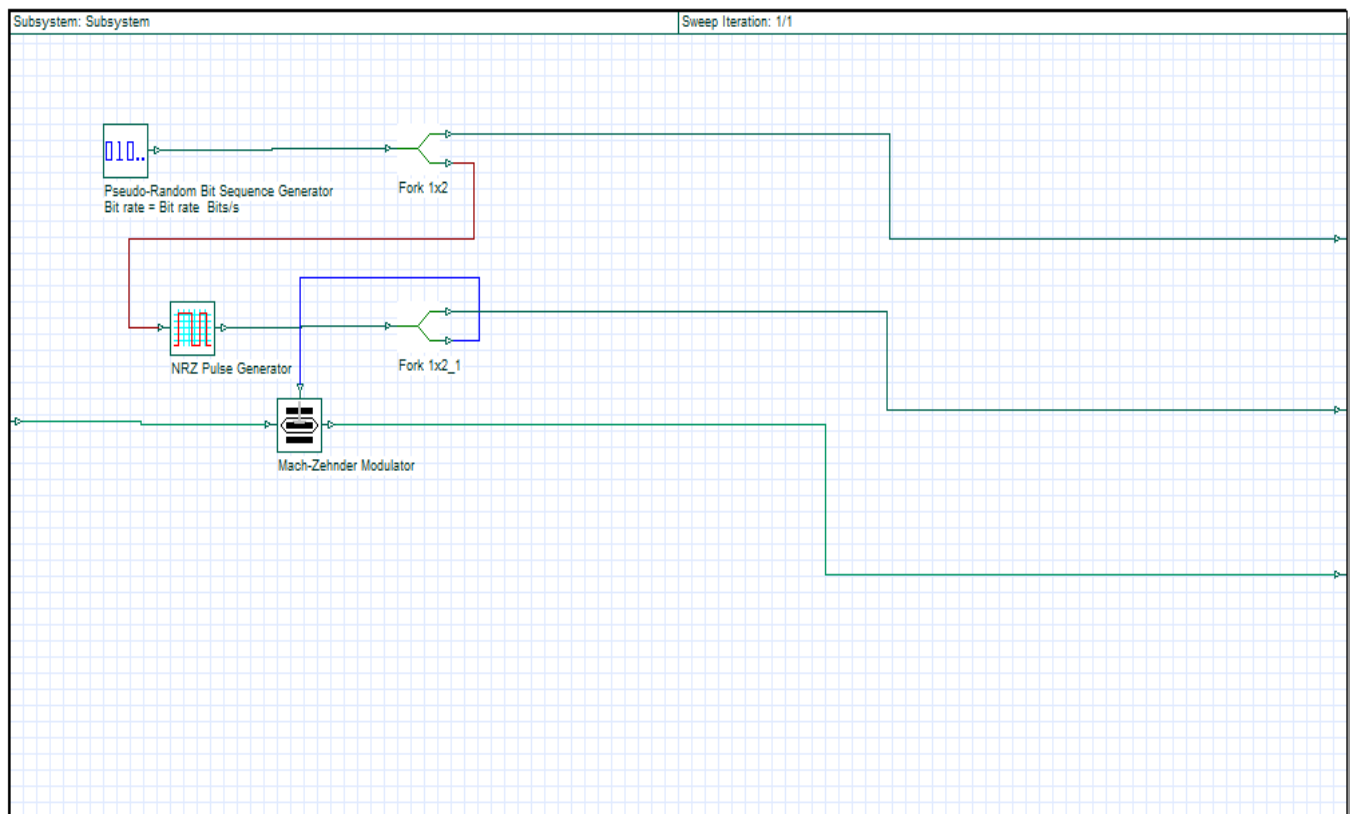 Subsystem: Subsystem
Sweep Iteration: 1/1
010..
Pseudo-Random Bit Sequence Generator
Bit rate = Bit rate  Bits/s
Fork 1x2
NRZ Pulse Generator
Fork 1x2_1
Mach-Zehnder Modulator